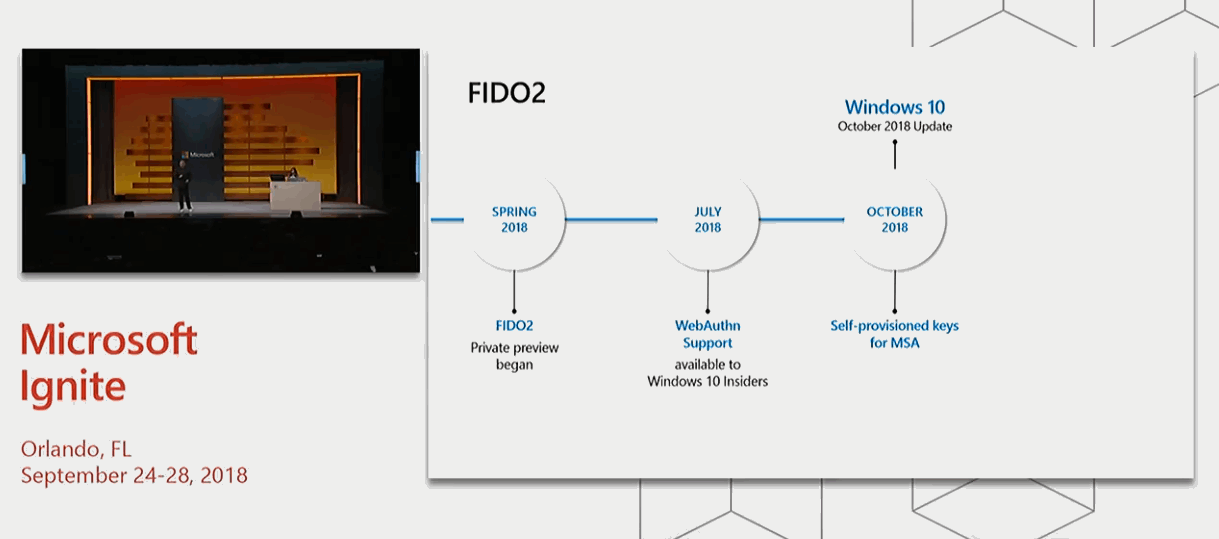 Microsoft
FIDO2
Windows 10
October 2018 Update
SPRING
2018
JULY
2018
OCTOBER
2018
FIDO2
Private preview
began
WebAuthn
Support
available to
Windows 10 Insiders
Self-provisioned keys
for MSA
Microsoft
Ignite
Orlando, FL
September 24-28, 2018